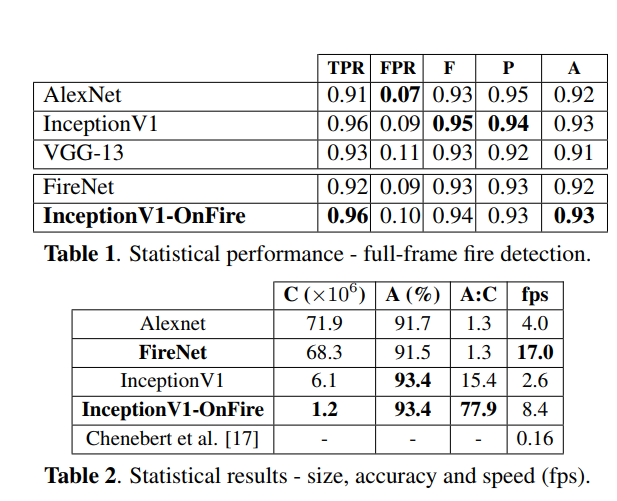 TPR FPR F P A
AlexNet 0.91 0.07 0.93 0.95 0.92
InceptionV1 0.96 0.09 0.95 0.94 0.93
VGG-13 0.93 0.11 0.93 0.92 0.91
FireNet 0.92 0.09 0.93 0.93 0.92
InceptionV1-OnFire 0.96 0.10 0.94 0.93 0.93
Table 1. Statistical performance - full-frame fire detection.
C (×10⁶) A (%) A:C fps
Alexnet 71.9 91.7 1.3 4.0
FireNet 68.3 91.5 1.3 17.0
InceptionV1 6.1 93.4 15.4 2.6
InceptionV1-OnFire 1.2 93.4 77.9 8.4
Chenebert et al. [17] - - - 0.16
Table 2. Statistical results - size, accuracy and speed (fps).